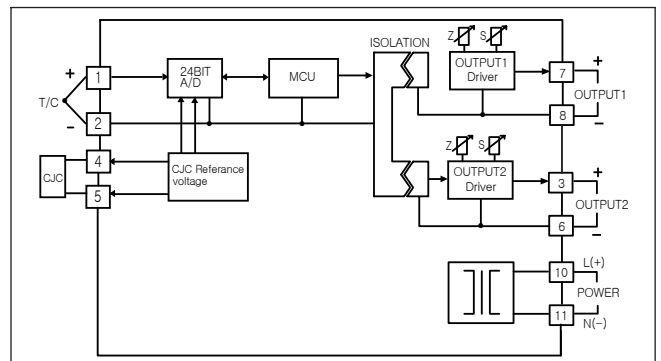 Z S
ISOLATION
+ 1
24BIT
A/D
MCU
OUTPUT1
Driver
7 +
T/C
OUTPUT1
- 2
8 -
Z S
4
CJC
5
CJC Referance
voltage
OUTPUT2
Driver
3 +
OUTPUT2
6 -
10 L(+)
POWER
11 N(-)